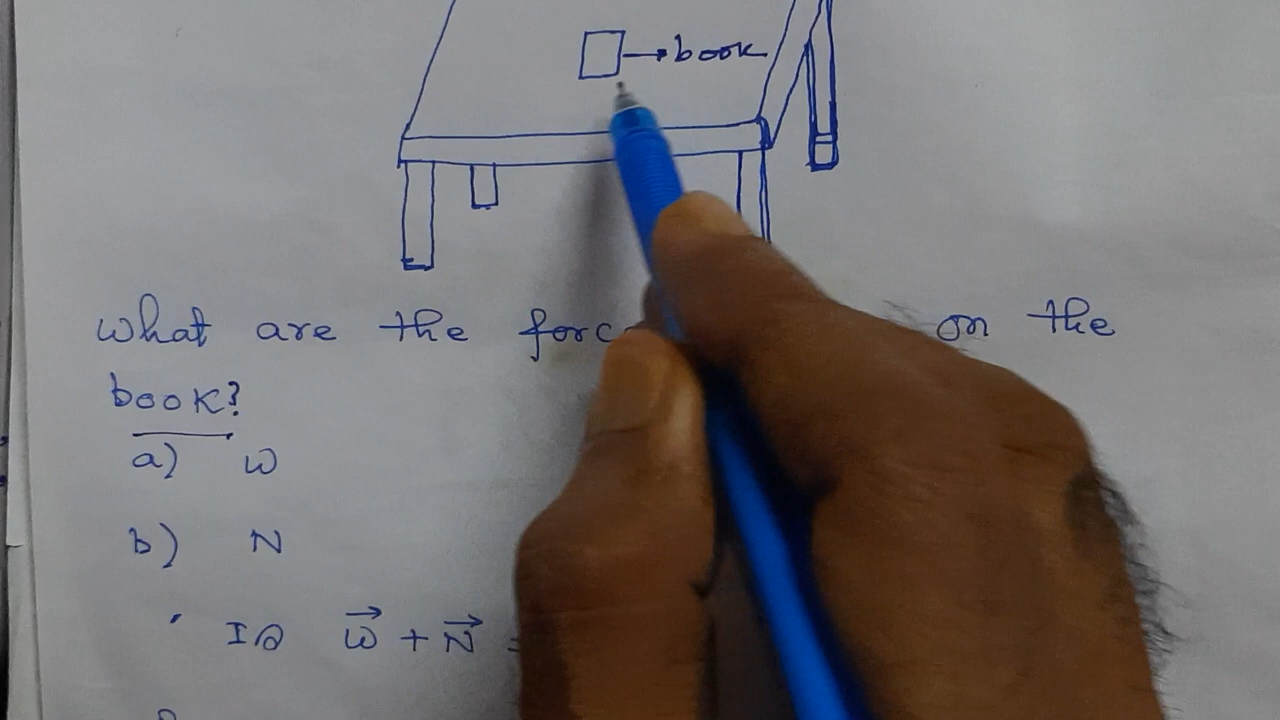 book
What are the forc on the
book?
a) W
b) N
Is W + N =